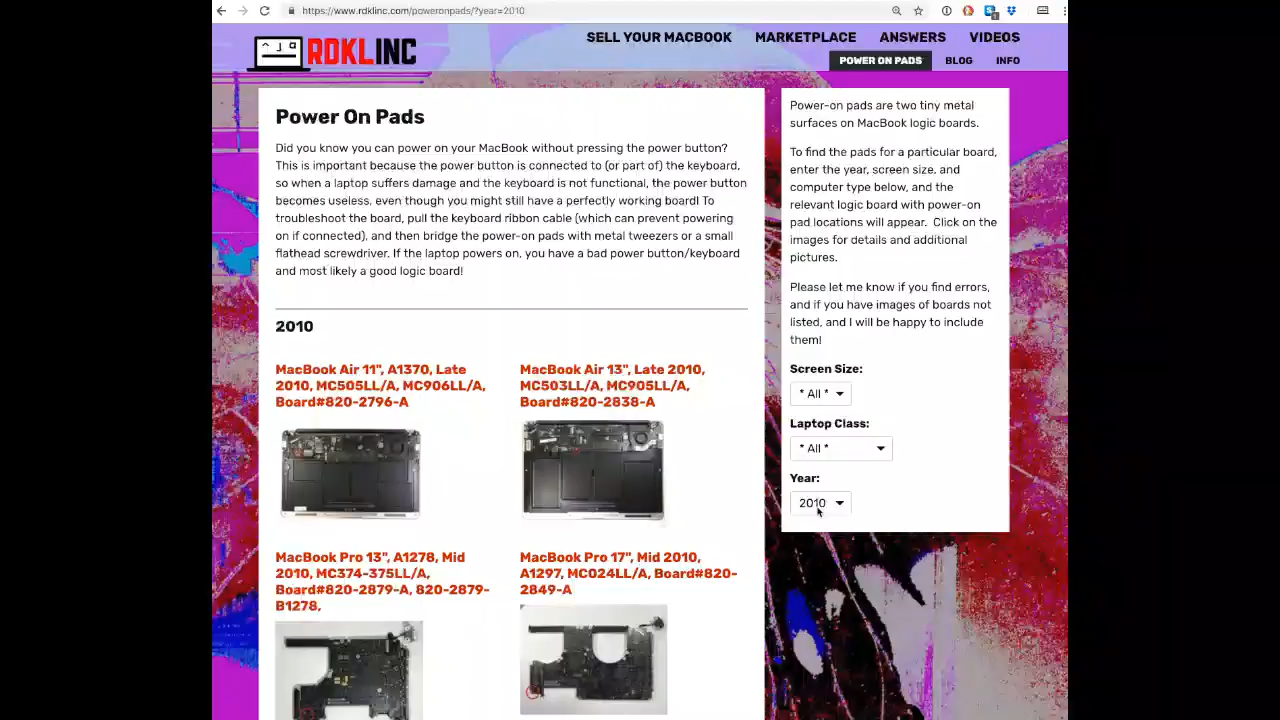 https://www.rdklinc.com/poweronpads/?year=2010
RDKLINC
SELL YOUR MACBOOK MARKETPLACE ANSWERS VIDEOS
POWER ON PADS BLOG INFO
Power On Pads
Did you know you can power on your MacBook without pressing the power button?
This is important because the power button is connected to (or part of) the keyboard,
so when a laptop suffers damage and the keyboard is not functional, the power button
becomes useless, even though you might still have a perfectly working board! To
troubleshoot the board, pull the keyboard ribbon cable (which can prevent powering
on if connected), and then bridge the power-on pads with metal tweezers or a small
flathead screwdriver. If the laptop powers on, you have a bad power button/keyboard
and most likely a good logic board!
2010
MacBook Air 11", A1370, Late
2010, MC505LL/A, MC906LL/A,
Board#820-2796-A
MacBook Air 13", Late 2010,
MC503LL/A, MC905LL/A,
Board#820-2838-A
MacBook Pro 13", A1278, Mid
2010, MC374-375LL/A,
Board#820-2879-A, 820-2879-
B1278,
MacBook Pro 17", Mid 2010,
A1297, MC024LL/A, Board#820-
2849-A
Power-on pads are two tiny metal
surfaces on MacBook logic boards.
To find the pads for a particular board,
enter the year, screen size, and
computer type below, and the
relevant logic board with power-on
pad locations will appear. Click on the
images for details and additional
pictures.
Please let me know if you find errors,
and if you have images of boards not
listed, and I will be happy to include
them!
Screen Size:
* All *
Laptop Class:
* All *
Year:
2010